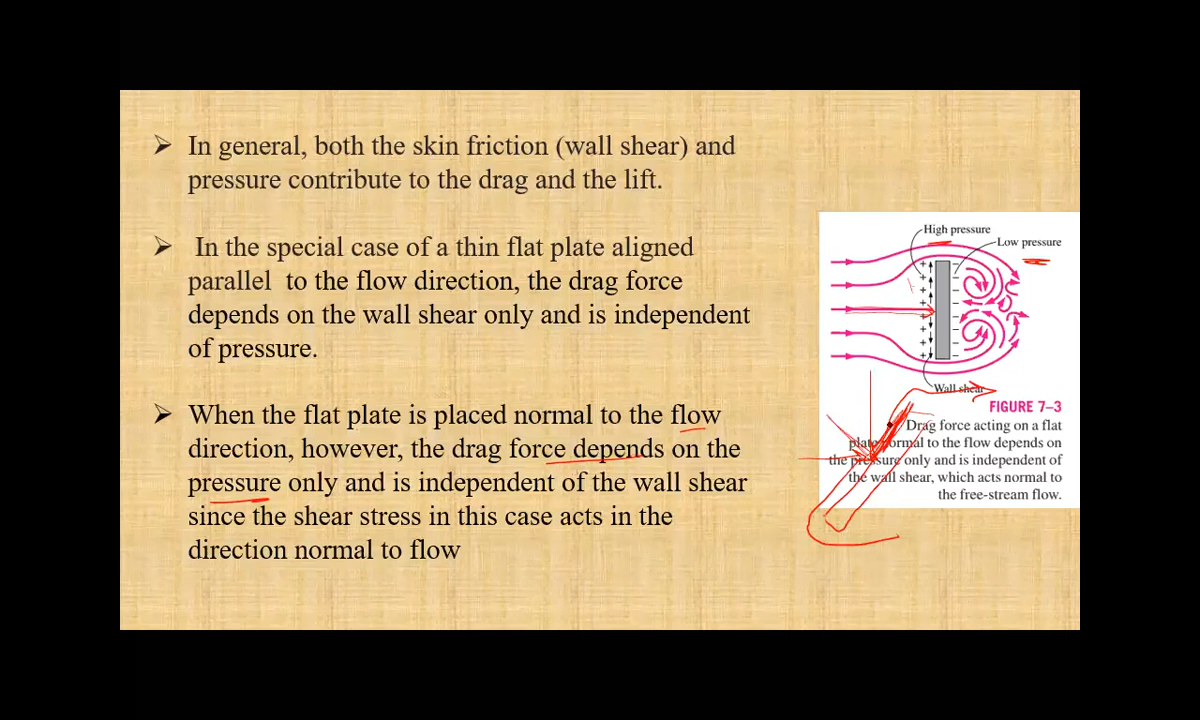 ➢ In general, both the skin friction (wall shear) and
pressure contribute to the drag and the lift.
➢ In the special case of a thin flat plate aligned
parallel to the flow direction, the drag force
depends on the wall shear only and is independent
of pressure.
➢ When the flat plate is placed normal to the flow
direction, however, the drag force depends on the
pressure only and is independent of the wall shear
since the shear stress in this case acts in the
direction normal to flow
High pressure
Low pressure
Wall shear
FIGURE 7–3
Drag force acting on a flat
plate normal to the flow depends on
the pressure only and is independent of
the wall shear, which acts normal to
the free-stream flow.